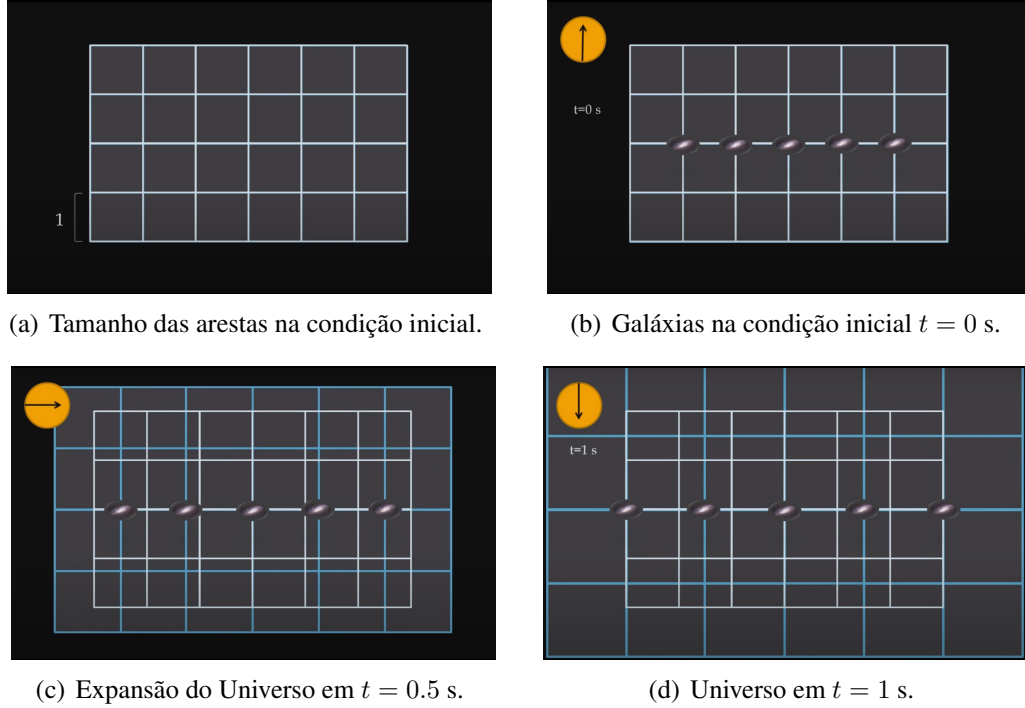 1
t=0 s
(a) Tamanho das arestas na condição inicial.
(b) Galáxias na condição inicial t = 0 s.
t=1 s
(c) Expansão do Universo em t = 0.5 s.
(d) Universo em t = 1 s.